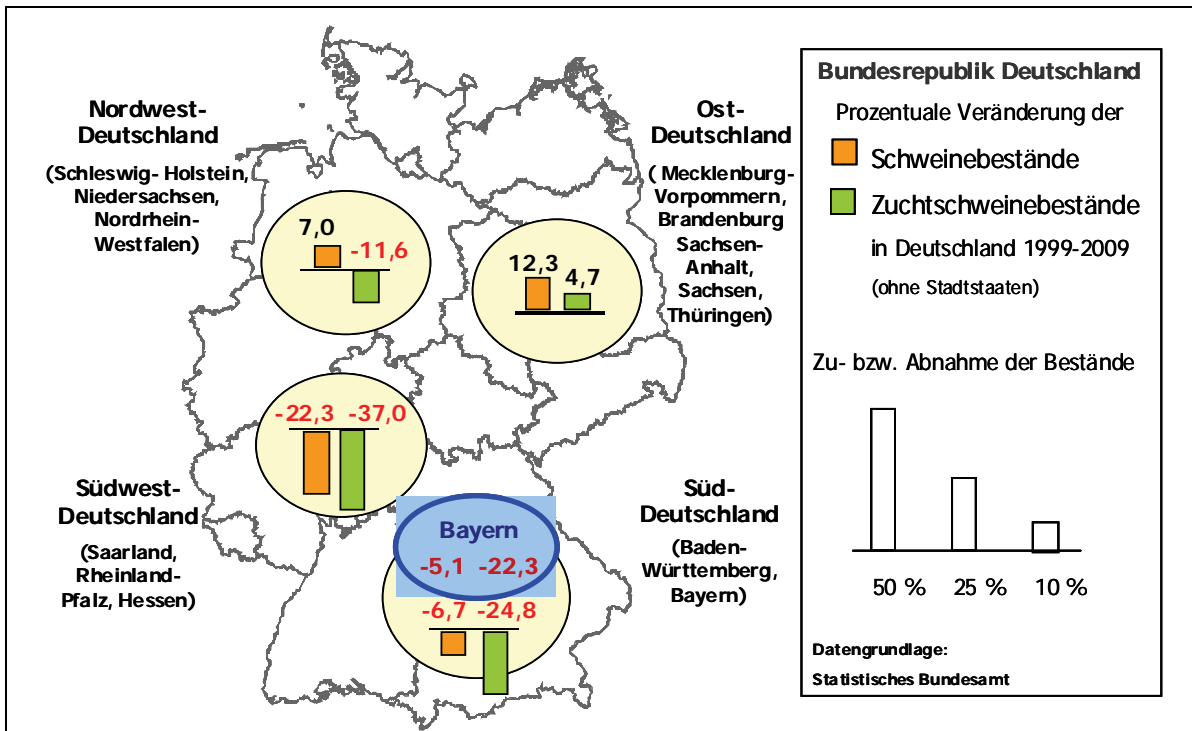 Nordwest-
Deutschland
(Schleswig- Holstein,
Niedersachsen,
Nordrhein-
Westfalen)
7,0
-11,6
Ost-
Deutschland
( Mecklenburg-
Vorpommern,
Brandenburg
Sachsen-
Anhalt,
Sachsen,
Thüringen)
12,3
4,7
-22,3 -37,0
Südwest-
Deutschland
(Saarland,
Rheinland-
Pfalz, Hessen)
Bayern
-5,1 -22,3
-6,7 -24,8
Süd-
Deutschland
(Baden-
Württemberg,
Bayern)
Bundesrepublik Deutschland
Prozentuale Veränderung der
Schweinebestände
Zuchtschweinebestände
in Deutschland 1999-2009
(ohne Stadtstaaten)
Zu- bzw. Abnahme der Bestände
50 % 25 % 10 %
Datengrundlage:
Statistisches Bundesamt